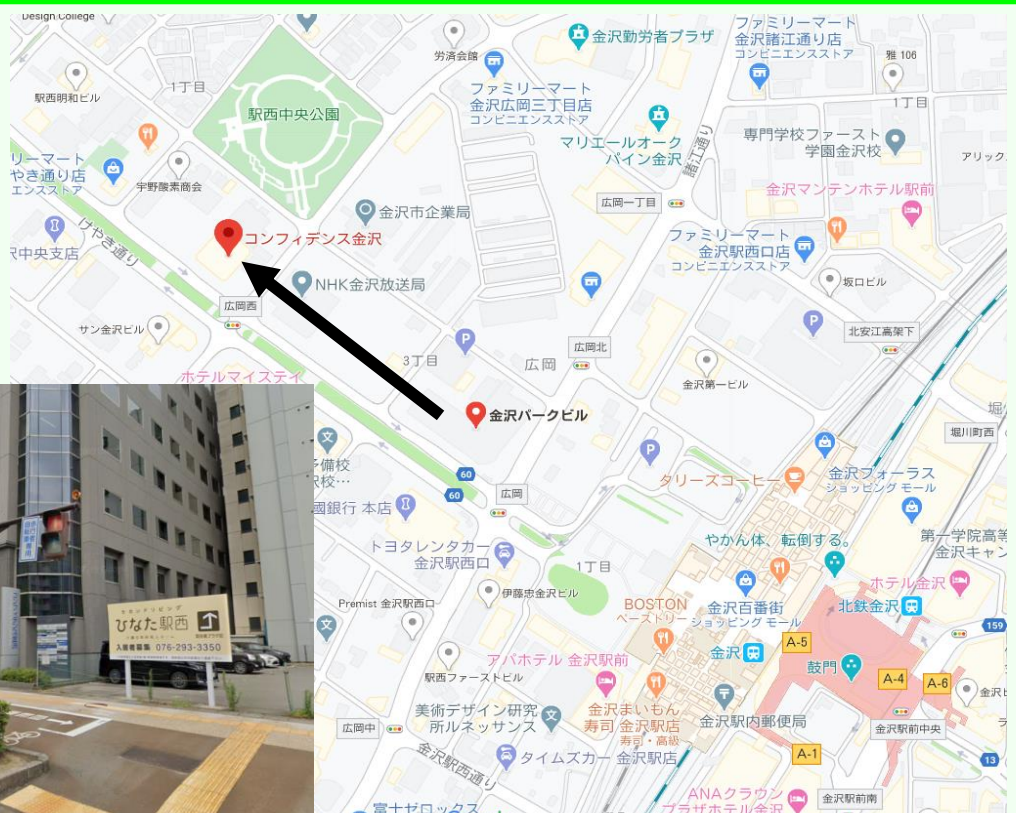 Design College
ファミリーマート
金沢諸江通り店
コンビニエンスストア
金沢勤労者プラザ
労済会館
雅 106
駅西明和ビル
1丁目
駅西中央公園
ファミリーマート
金沢広岡三丁目店
コンビニエンスストア
1丁目
マリエールオーク
パイン金沢
諸江通り
専門学校ファースト
学園金沢校
アリック
リーマート
やき通り店
エンスストア
宇野酸素商会
金沢マンテンホテル駅前
広岡一丁目
金沢市企業局
コンフィデンス金沢
けやき通り
沢中央支店
ファミリーマート
金沢駅西口店
コンビニエンスストア
NHK金沢放送局
坂口ビル
広岡西
サン金沢ビル
北安江高架下
広岡北
3丁目
広岡
金沢第一ビル
ホテルマイステイ
金沢パークビル
堀
堀川町西
予備校
沢校…
60
60
広岡
國銀行 本店
タリーズコーヒー
金沢フォーラス
ショッピング モール
トヨタレンタカー
金沢駅西口
やかん体、転倒する。
第一学院高等
金沢キャン
1丁目
伊藤忠金沢ビル
Premist 金沢駅西口
BOSTON
ベーストリー
金沢百番街
ショッピング モール
ホテル金沢
北鉄金沢
159
アパホテル 金沢駅前
金沢
A-5
鼓門
A-4
A-6
駅西ファーストビル
美術デザイン研究
所ルネッサンス
金沢まいもん
寿司 金沢駅店
寿司・高級
金沢駅内郵便局
金沢駅前中央
広岡中
金沢駅西通り
タイムズカー 金沢駅店
A-1
13
富士ゼロックス
ANAクラウン
プラザホテル金沢
金沢駅前南
ひなた駅西
入居者募集 076-293-3350